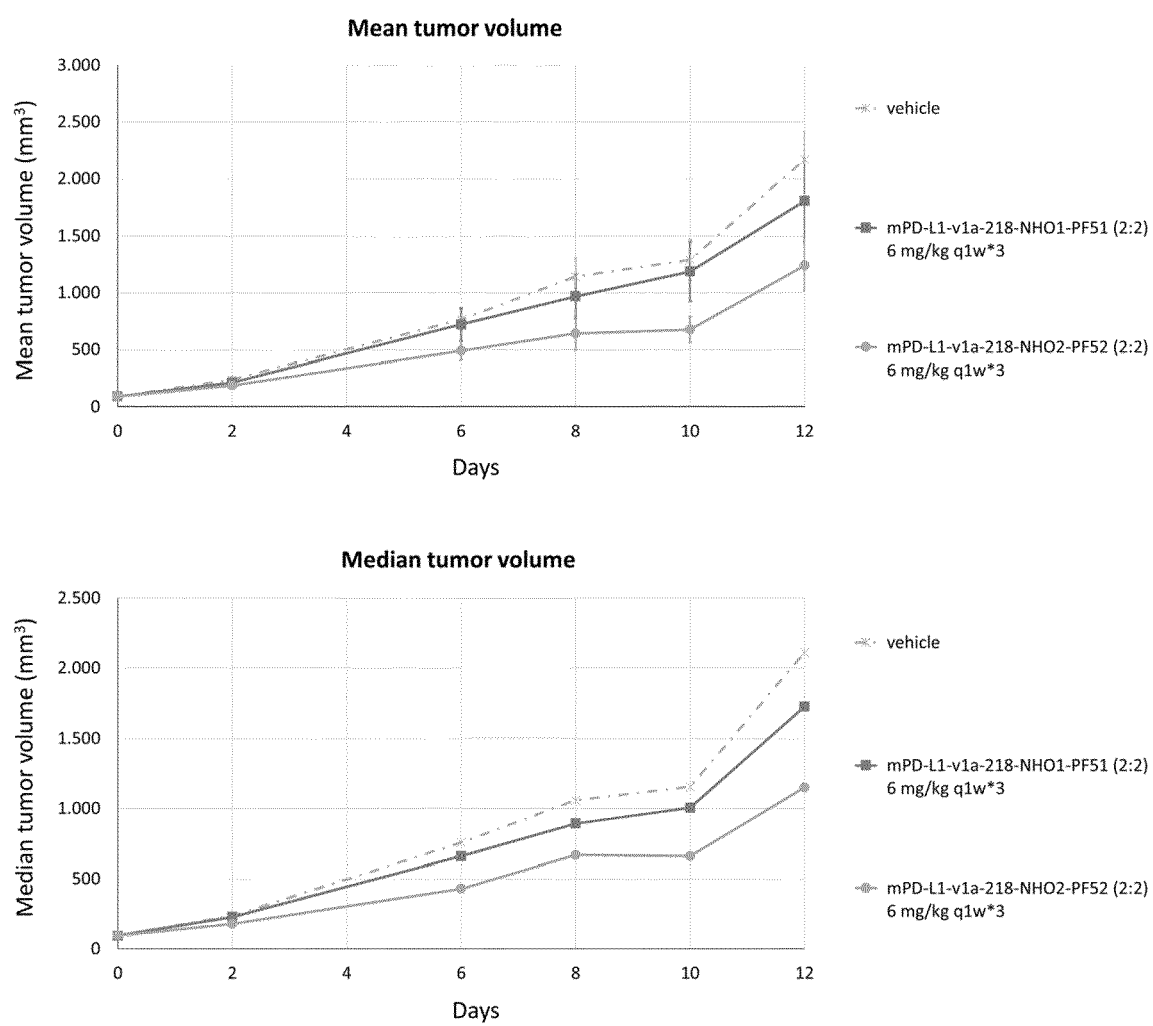 Mean tumor volume
Mean tumor volume (mm³)
3.000
2.500
2.000
1.500
1.000
500
0
0 2 4 6 8 10 12
Days
vehicle
mPD-L1-v1a-218-NHO1-PF51 (2:2)
6 mg/kg q1w*3
mPD-L1-v1a-218-NHO2-PF52 (2:2)
6 mg/kg q1w*3
Median tumor volume
Median tumor volume (mm³)
2.500
2.000
1.500
1.000
500
0
0 2 4 6 8 10 12
Days
vehicle
mPD-L1-v1a-218-NHO1-PF51 (2:2)
6 mg/kg q1w*3
mPD-L1-v1a-218-NHO2-PF52 (2:2)
6 mg/kg q1w*3